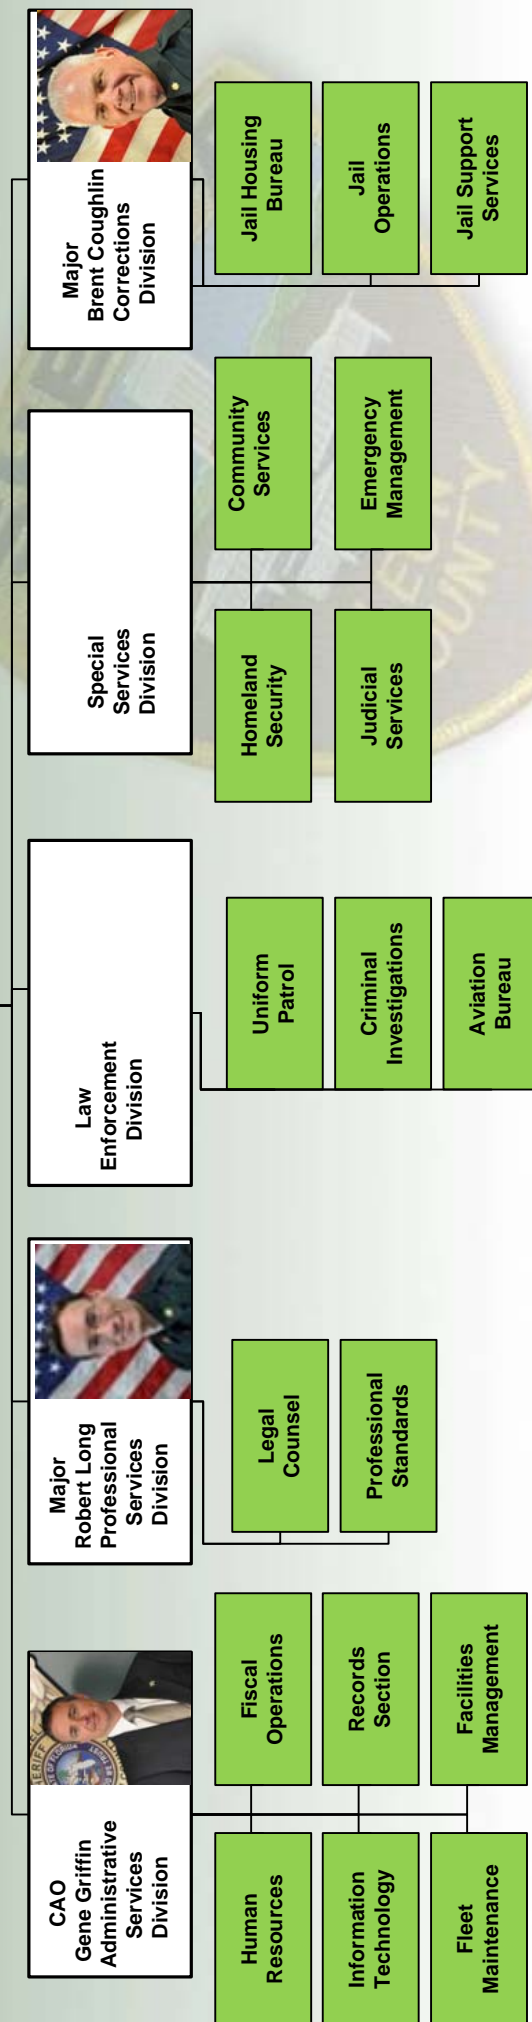 CAO
Gene Griffin
Administrative
Services
Division
Human
Resources
Fiscal
Operations
Information
Technology
Records
Section
Fleet
Maintenance
Facilities
Management
Major
Robert Long
Professional
Services
Division
Legal
Counsel
Professional
Standards
Law
Enforcement
Division
Uniform
Patrol
Criminal
Investigations
Aviation
Bureau
Special
Services
Division
Homeland
Security
Community
Services
Judicial
Services
Emergency
Management
Major
Brent Coughlin
Corrections
Division
Jail Housing
Bureau
Jail
Operations
Jail Support
Services
LEON
COUNTY
SHERIFF